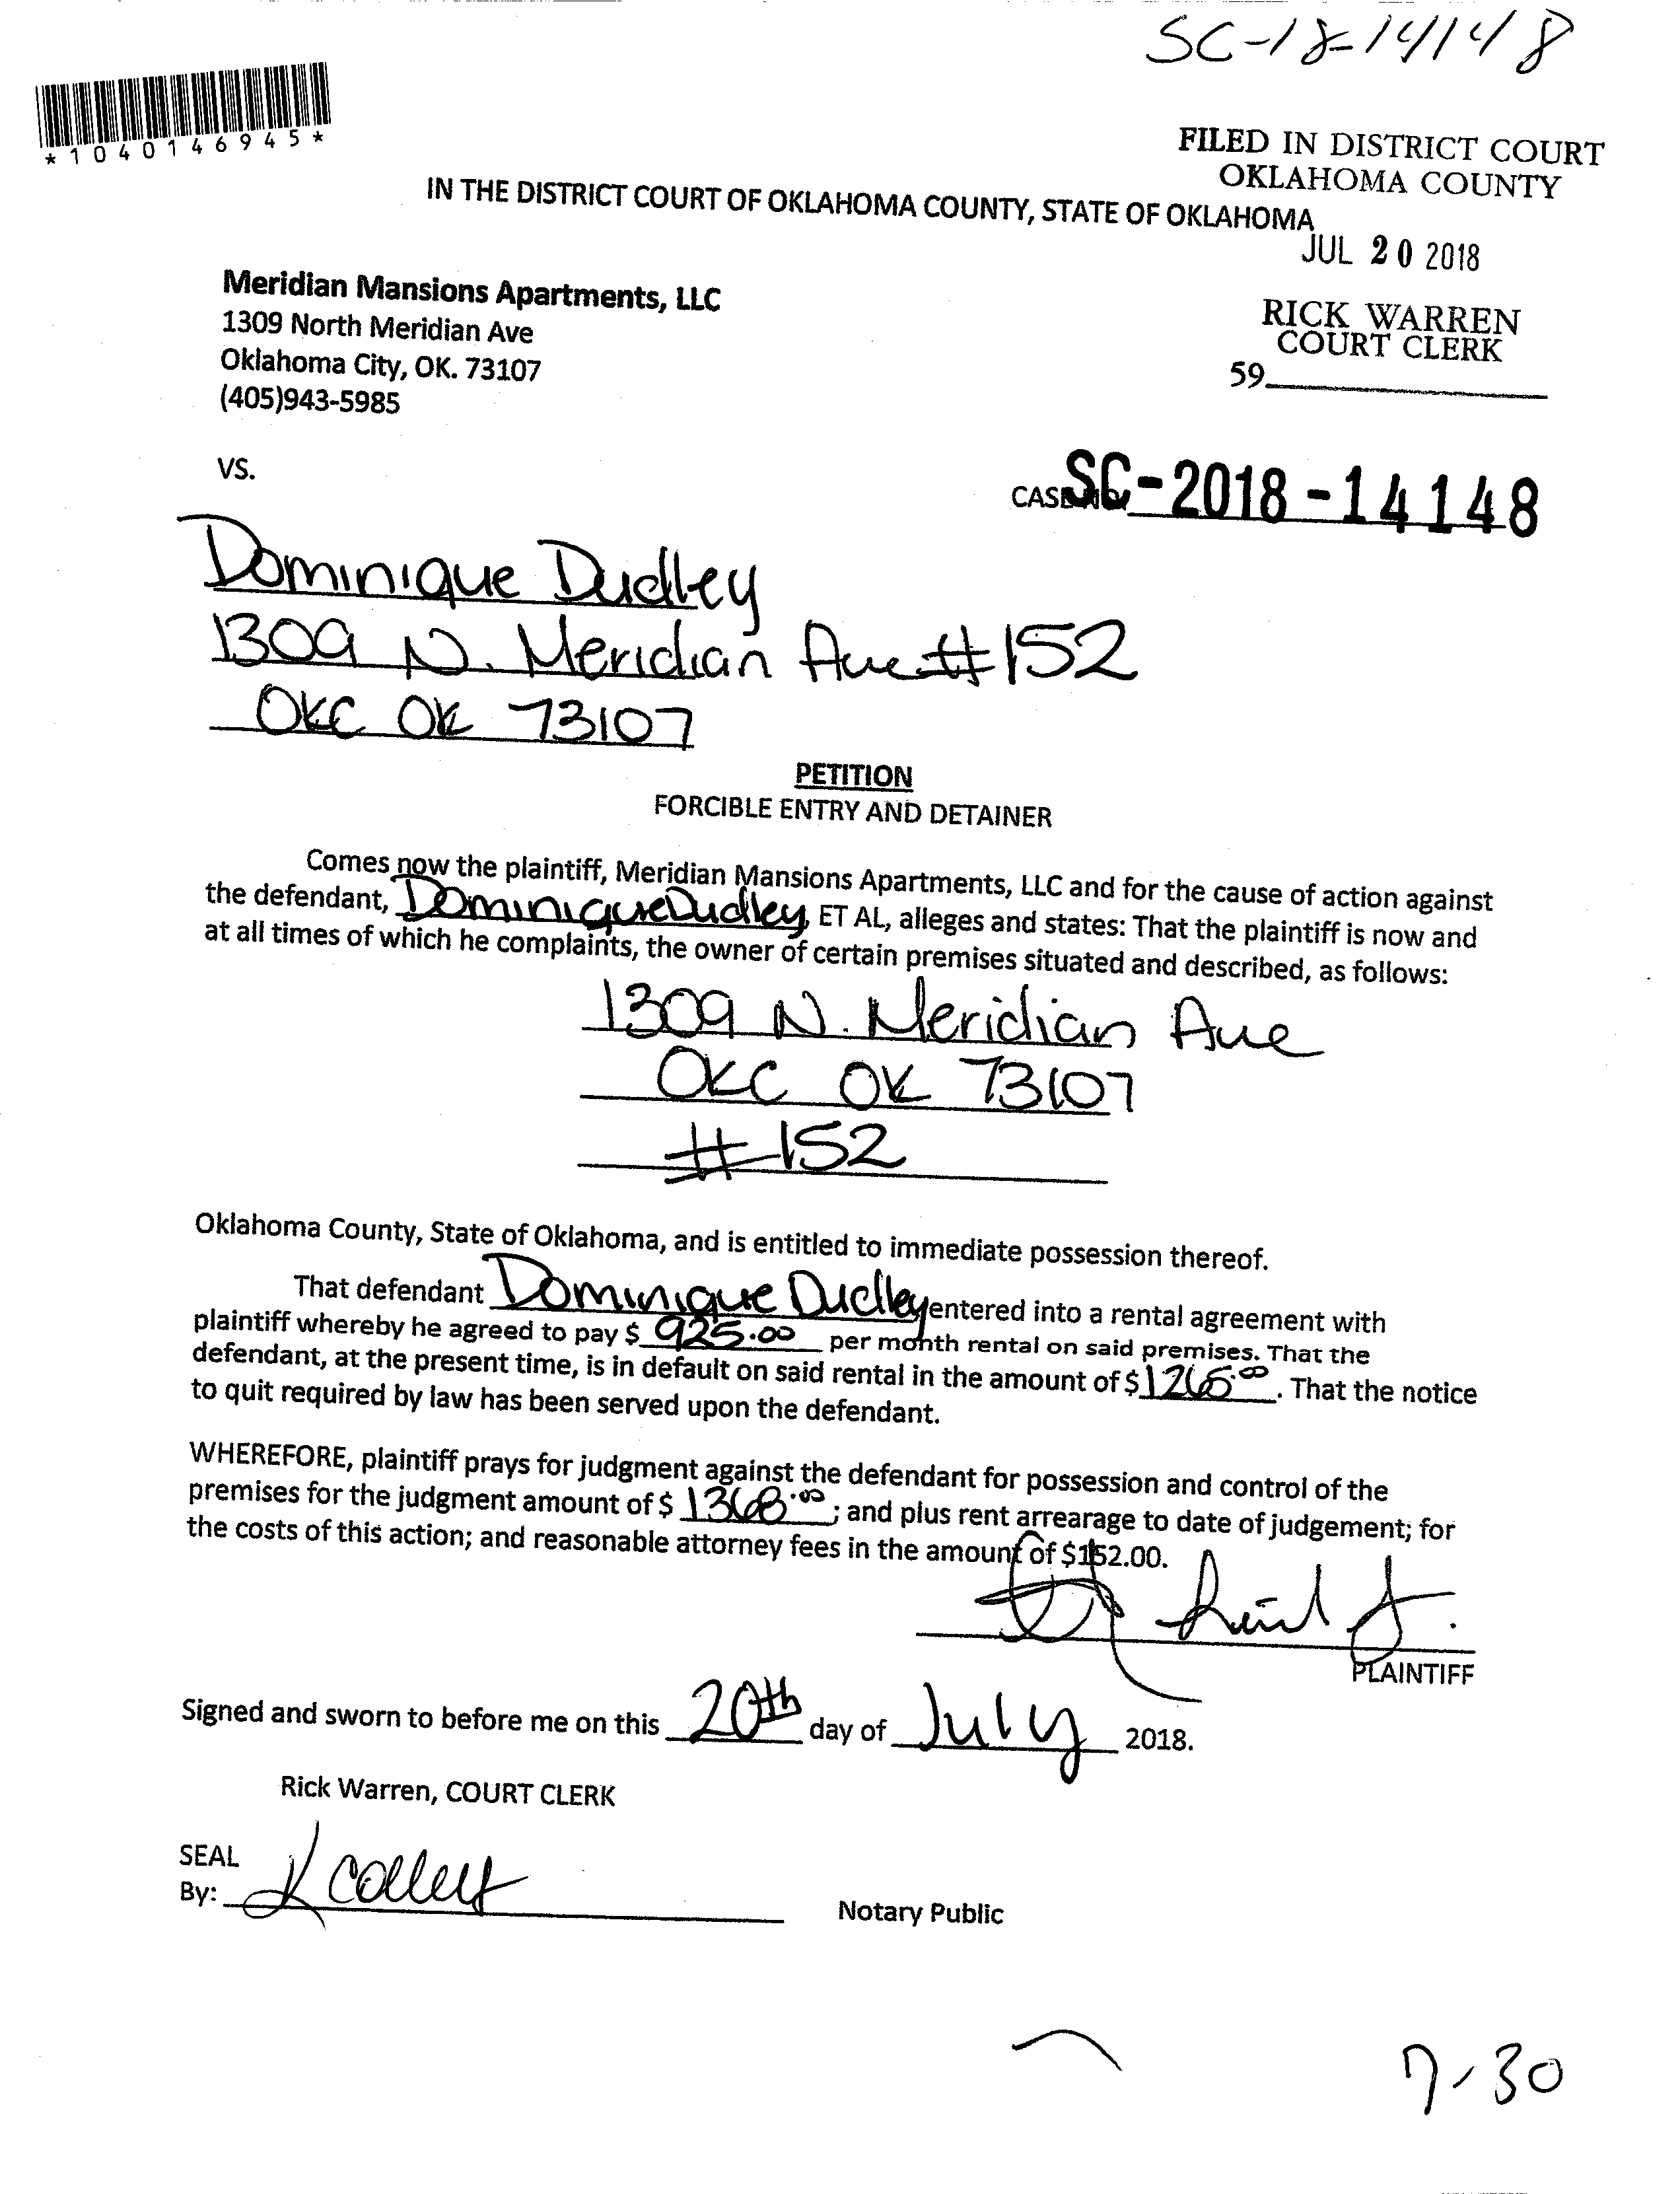 SC-18-14148
*1040146945*
FILED IN DISTRICT COURT
OKLAHOMA COUNTY
IN THE DISTRICT COURT OF OKLAHOMA COUNTY, STATE OF OKLAHOMA
JUL 20 2018
Meridian Mansions Apartments, LLC
1309 North Meridian Ave
Oklahoma City, OK. 73107
(405)943-5985
RICK WARREN
COURT CLERK
59
VS.
CASE NO. SC-2018-14148
Dominique Dudley
1309 N. Meridian Ave #152
OKC OK 73107
PETITION
FORCIBLE ENTRY AND DETAINER
Comes now the plaintiff, Meridian Mansions Apartments, LLC and for the cause of action against
the defendant, Dominique Dudley, ET AL, alleges and states: That the plaintiff is now and
at all times of which he complaints, the owner of certain premises situated and described, as follows:
1309 N. Meridian Ave
OKC OK 73107
#152
Oklahoma County, State of Oklahoma, and is entitled to immediate possession thereof.
That defendant Dominique Dudley entered into a rental agreement with
plaintiff whereby he agreed to pay $ 925.00 per month rental on said premises. That the
defendant, at the present time, is in default on said rental in the amount of $ 1265.00. That the notice
to quit required by law has been served upon the defendant.
WHEREFORE, plaintiff prays for judgment against the defendant for possession and control of the
premises for the judgment amount of $ 1368.00; and plus rent arrearage to date of judgement; for
the costs of this action; and reasonable attorney fees in the amount of $152.00.
PLAINTIFF
Signed and sworn to before me on this 20th day of July 2018.
Rick Warren, COURT CLERK
SEAL
By: K Colley
Notary Public
7-30